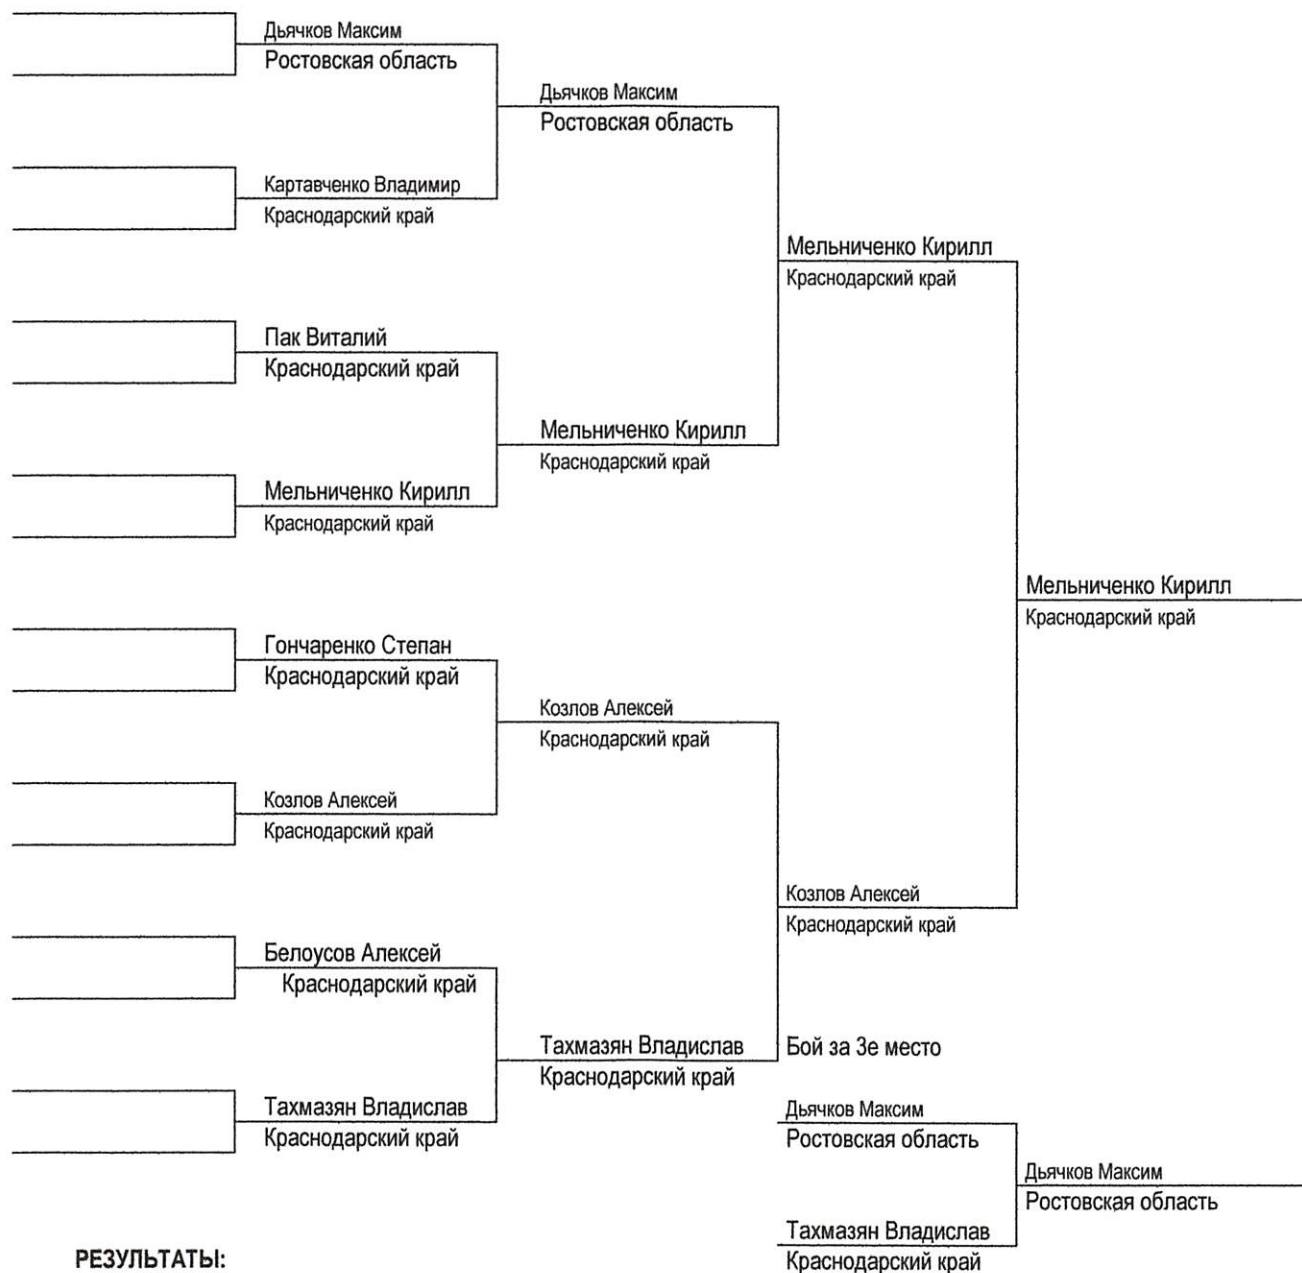 Дьячков Максим
Ростовская область
Дьячков Максим
Ростовская область
Картавченко Владимир
Краснодарский край
Мельниченко Кирилл
Краснодарский край
Пак Виталий
Краснодарский край
Мельниченко Кирилл
Краснодарский край
Мельниченко Кирилл
Краснодарский край
Мельниченко Кирилл
Краснодарский край
Гончаренко Степан
Краснодарский край
Козлов Алексей
Краснодарский край
Козлов Алексей
Краснодарский край
Козлов Алексей
Краснодарский край
Белоусов Алексей
Краснодарский край
Тахмазян Владислав
Краснодарский край
Бой за 3е место
Тахмазян Владислав
Краснодарский край
Дьячков Максим
Ростовская область
Дьячков Максим
Ростовская область
Тахмазян Владислав
Краснодарский край
РЕЗУЛЬТАТЫ: